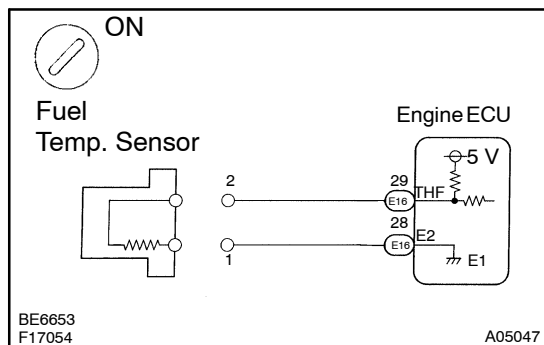 ON
Fuel
Temp. Sensor
Engine ECU
5 V
2
29
E16
THF
28
E16
E2
1
E1
BE6653
F17054
A05047